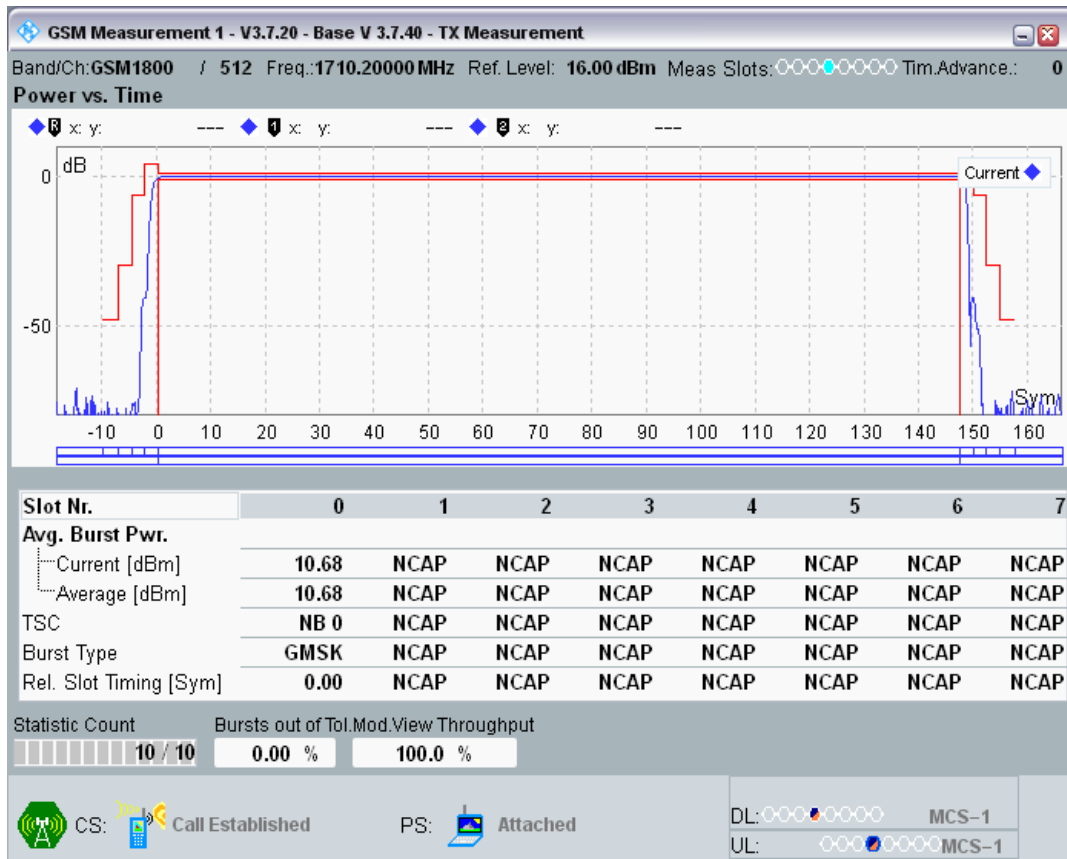 GSM Measurement 1 - V3.7.20 - Base V 3.7.40 - TX Measurement
Band/Ch:GSM1800 / 512 Freq.:1710.20000 MHz Ref. Level: 16.00 dBm Meas Slots: Tim.Advance.: 0
Power vs. Time
R x: y: --- 1 x: y: --- 2 x: y: ---
dB
Current
0
-50
Sym
-10 0 10 20 30 40 50 60 70 80 90 100 110 120 130 140 150 160
Slot Nr. 0 1 2 3 4 5 6 7
Avg. Burst Pwr.
Current [dBm] 10.68 NCAP NCAP NCAP NCAP NCAP NCAP NCAP
Average [dBm] 10.68 NCAP NCAP NCAP NCAP NCAP NCAP NCAP
TSC NB 0 NCAP NCAP NCAP NCAP NCAP NCAP NCAP
Burst Type GMSK NCAP NCAP NCAP NCAP NCAP NCAP NCAP
Rel. Slot Timing [Sym] 0.00 NCAP NCAP NCAP NCAP NCAP NCAP NCAP
Statistic Count Bursts out of Tol.Mod.View Throughput
10 / 10 0.00 % 100.0 %
CS: Call Established PS: Attached
DL: MCS-1
UL: MCS-1